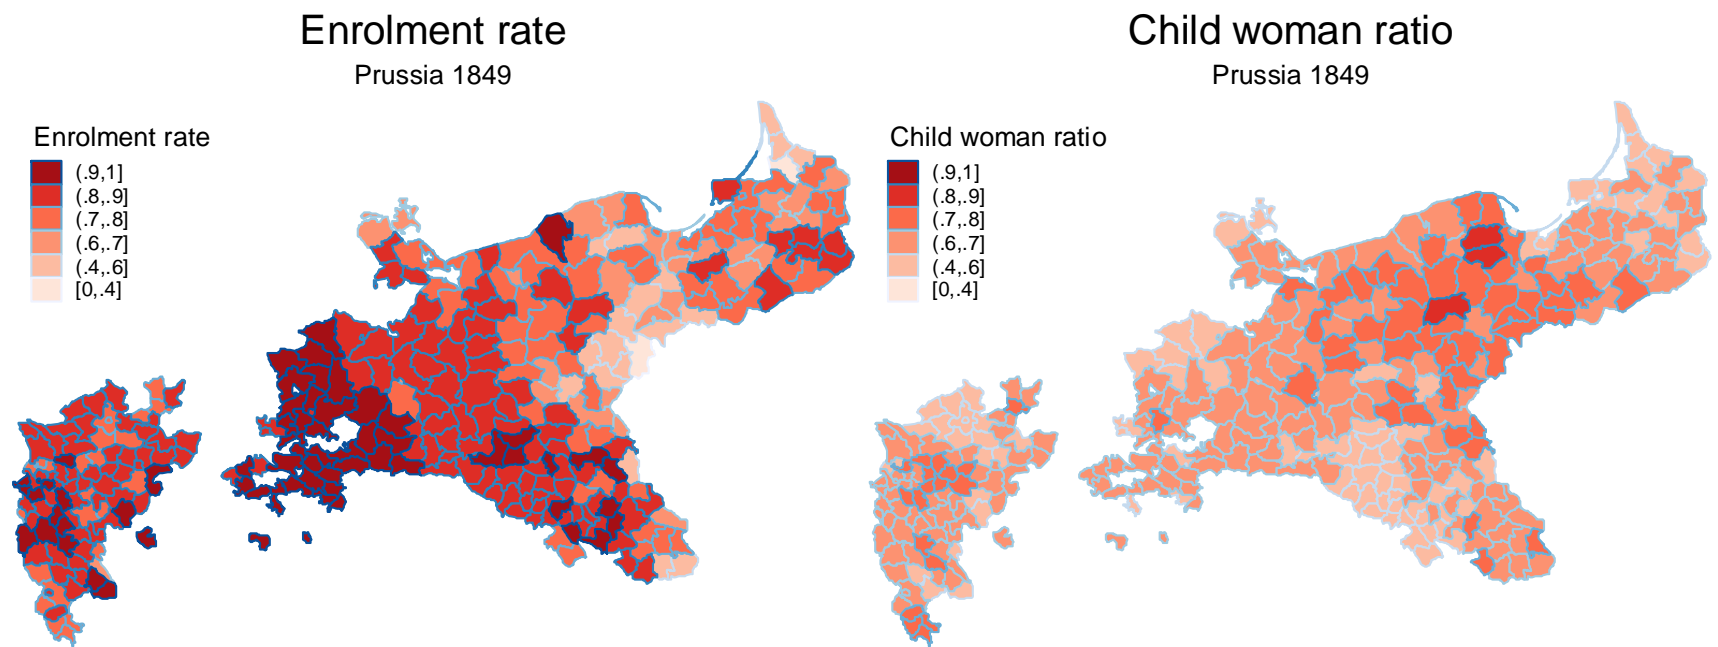 Enrolment rate
Prussia 1849
Enrolment rate
(.9,1]
(.8,.9]
(.7,.8]
(.6,.7]
(.4,.6]
[0,.4]
Child woman ratio
Prussia 1849
Child woman ratio
(.9,1]
(.8,.9]
(.7,.8]
(.6,.7]
(.4,.6]
[0,.4]